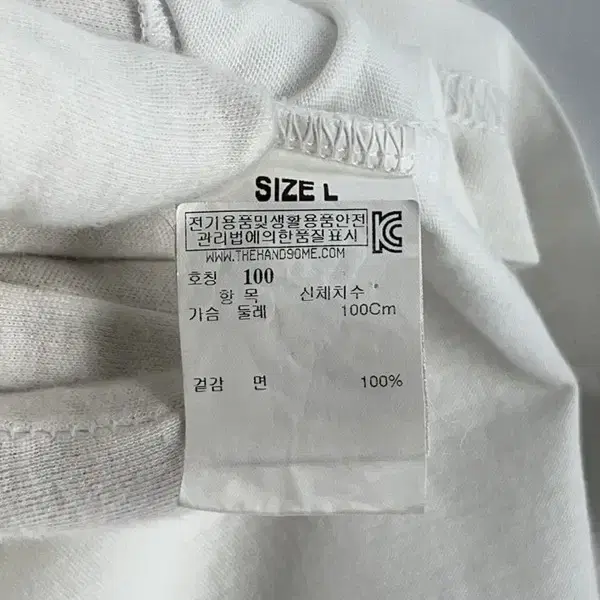 SIZE L
전기용품및생활용품안전
관리법에의한품질표시
WWW.THEHAND9OME.COM
호칭 100
항 목 신체치수
가슴 둘레 100Cm
겉감 면 100%